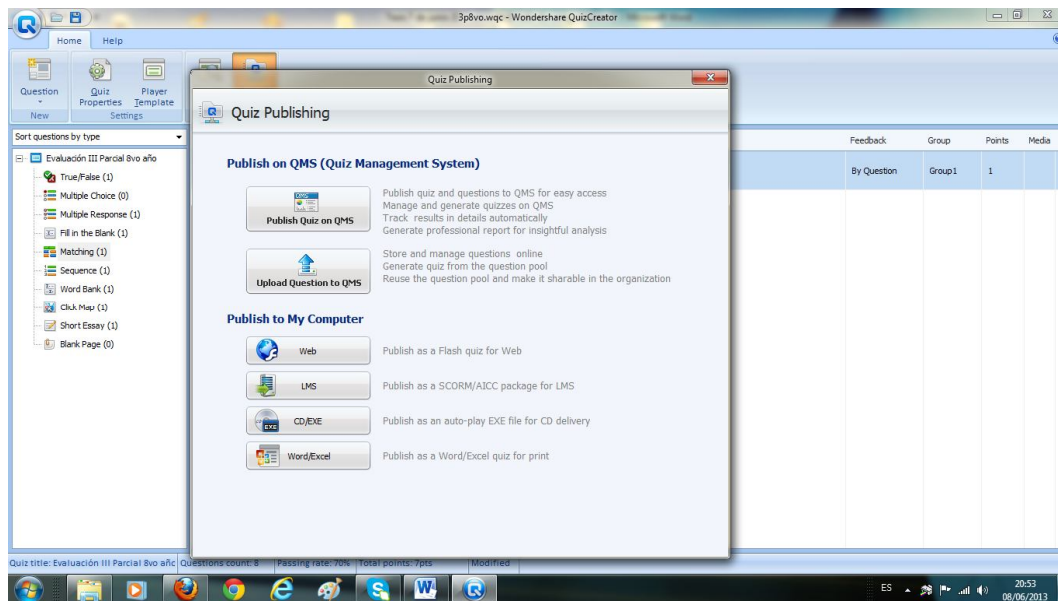 3p8vo.wqc - Wondershare QuizCreator
Home Help
Question
Quiz Properties
Player Template
New
Settings
Sort questions by type
Evaluación III Parcial 8vo año
True/False (1)
Multiple Choice (0)
Multiple Response (1)
Fill in the Blank (1)
Matching (1)
Sequence (1)
Word Bank (1)
Click Map (1)
Short Essay (1)
Blank Page (0)
Feedback Group Points Media
By Question Group1 1
Quiz Publishing
Quiz Publishing
Publish on QMS (Quiz Management System)
Publish Quiz on QMS
Publish quiz and questions to QMS for easy access
Manage and generate quizzes on QMS
Track results in details automatically
Generate professional report for insightful analysis
Upload Question to QMS
Store and manage questions online
Generate quiz from the question pool
Reuse the question pool and make it sharable in the organization
Publish to My Computer
Web
Publish as a Flash quiz for Web
LMS
Publish as a SCORM/AICC package for LMS
CD/EXE
Publish as an auto-play EXE file for CD delivery
Word/Excel
Publish as a Word/Excel quiz for print
Quiz title: Evaluación III Parcial 8vo añc Questions count: 8 Passing rate: 70% Total points: 7pts Modified
ES
20:53
08/06/2013